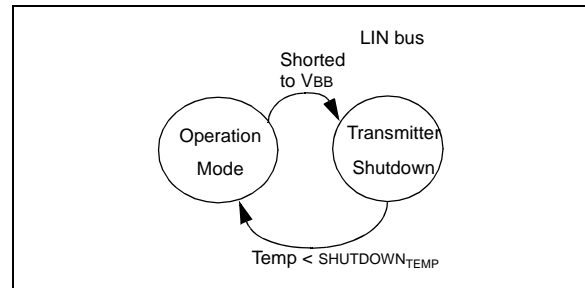 LIN bus
Shorted
to VBB
Operation
Mode
Transmitter
Shutdown
Temp < SHUTDOWNTEMP